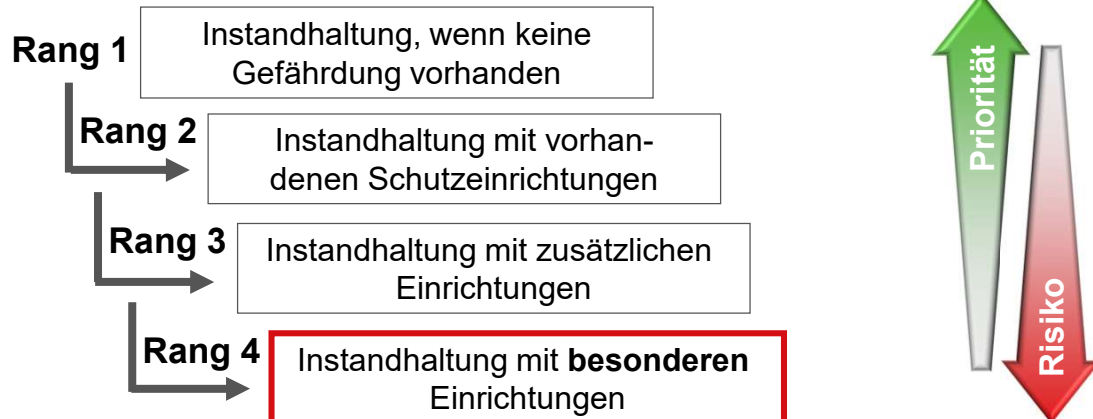 Rang 1
Instandhaltung, wenn keine
Gefährdung vorhanden
Rang 2
Instandhaltung mit vorhan-
denen Schutzeinrichtungen
Rang 3
Instandhaltung mit zusätzlichen
Einrichtungen
Rang 4
Instandhaltung mit besonderen
Einrichtungen
Priorität
Risiko